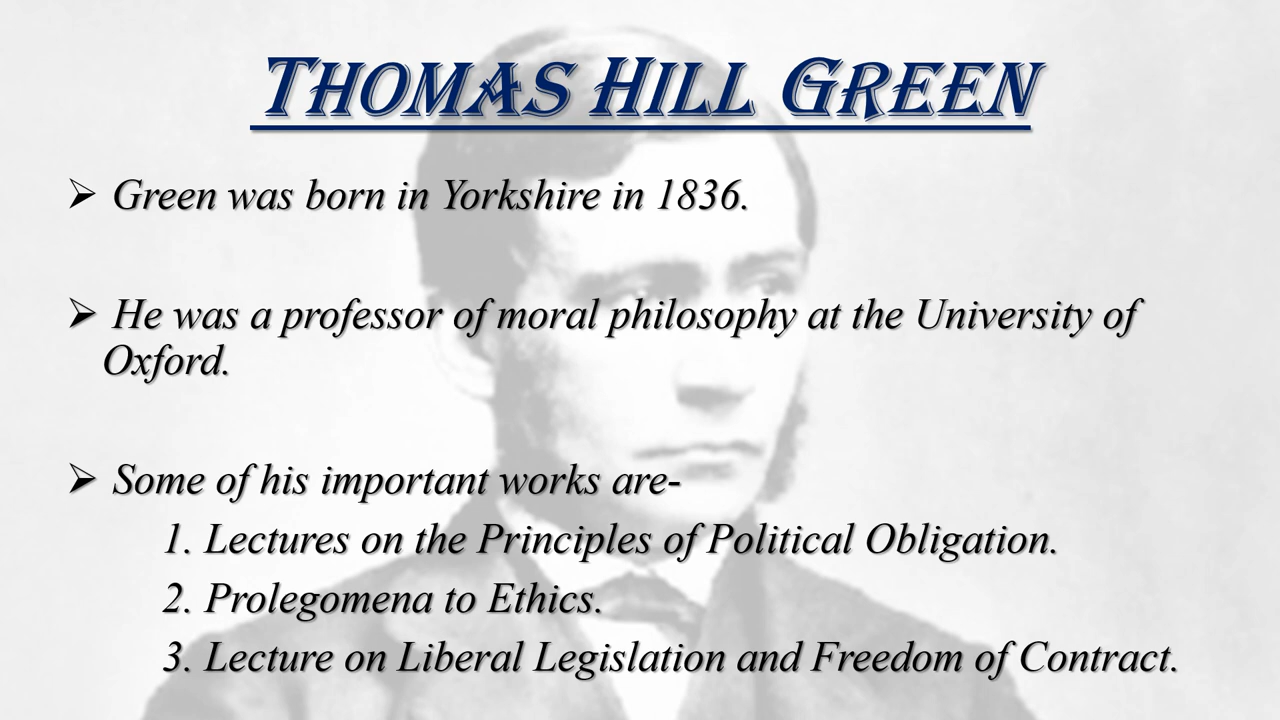 THOMAS HILL GREEN
➢ Green was born in Yorkshire in 1836.
➢ He was a professor of moral philosophy at the University of
Oxford.
➢ Some of his important works are-
1. Lectures on the Principles of Political Obligation.
2. Prolegomena to Ethics.
3. Lecture on Liberal Legislation and Freedom of Contract.